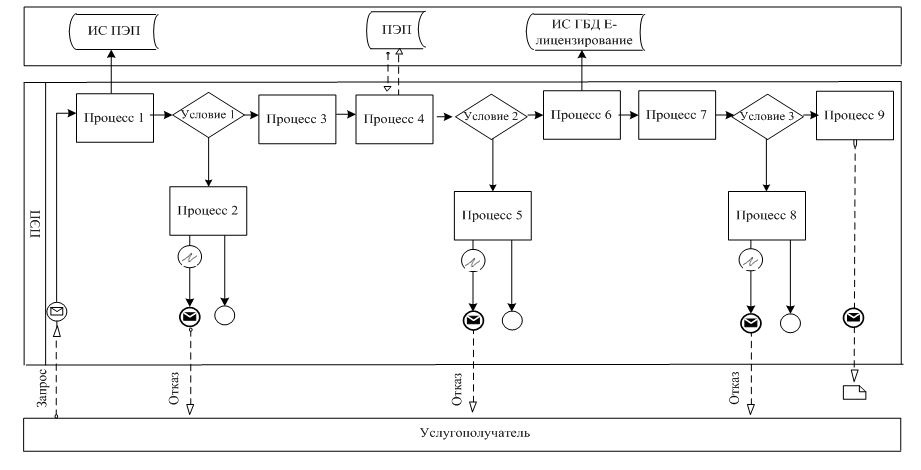 ИС ПЭП
ПЭП
ИС ГБД Е-
лицензирование
Процесс 1
Условие 1
Процесс 3
Процесс 4
Условие 2
Процесс 6
Процесс 7
Условие 3
Процесс 9
Процесс 2
Процесс 5
Процесс 8
ПЭП
Запрос
Отказ
Отказ
Отказ
Услугополучатель